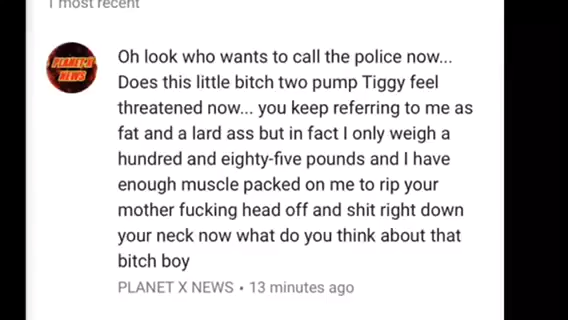 1 most recent
PLANET X
NEWS
Oh look who wants to call the police now...
Does this little bitch two pump Tiggy feel
threatened now... you keep referring to me as
fat and a lard ass but in fact I only weigh a
hundred and eighty-five pounds and I have
enough muscle packed on me to rip your
mother fucking head off and shit right down
your neck now what do you think about that
bitch boy
PLANET X NEWS • 13 minutes ago